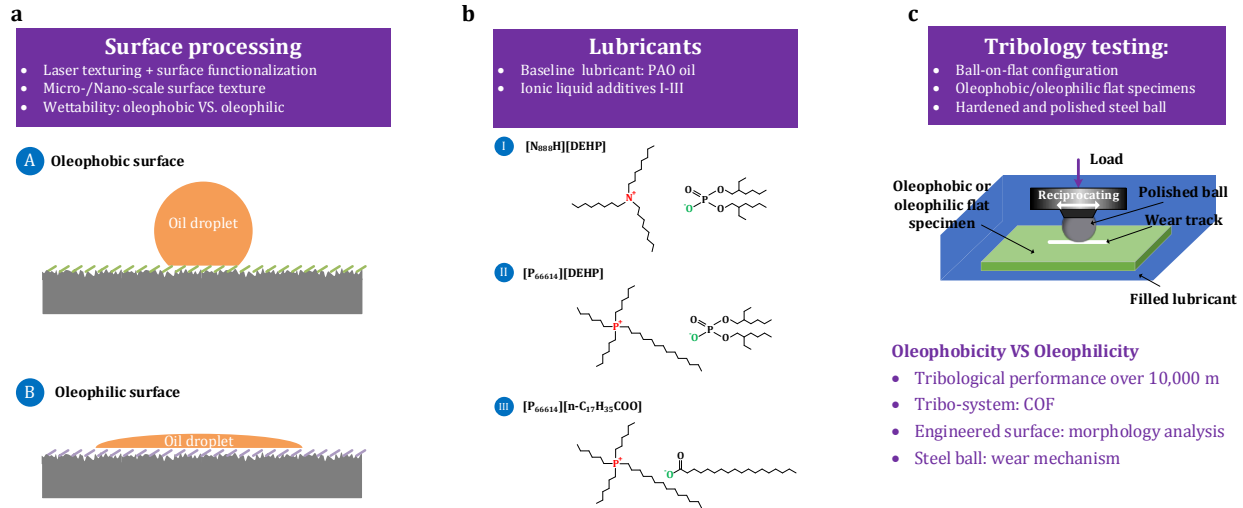 a
Surface processing
• Laser texturing + surface functionalization
• Micro-/Nano-scale surface texture
• Wettability: oleophobic VS. oleophilic
A Oleophobic surface
Oil droplet
B Oleophilic surface
Oil droplet
b
Lubricants
• Baseline lubricant: PAO oil
• Ionic liquid additives I-III
I [N₈₈₈H][DEHP]
N⁺
O
⁻O
P
O
O
II [P₆₆₆₁₄][DEHP]
P⁺
O
⁻O
P
O
O
III [P₆₆₆₁₄][n-C₁₇H₃₅COO]
P⁺
O
⁻O
c
Tribology testing:
• Ball-on-flat configuration
• Oleophobic/oleophilic flat specimens
• Hardened and polished steel ball
Load
Oleophobic or
oleophilic flat
specimen
Reciprocating
Polished ball
Wear track
Filled lubricant
Oleophobicity VS Oleophilicity
• Tribological performance over 10,000 m
• Tribo-system: COF
• Engineered surface: morphology analysis
• Steel ball: wear mechanism